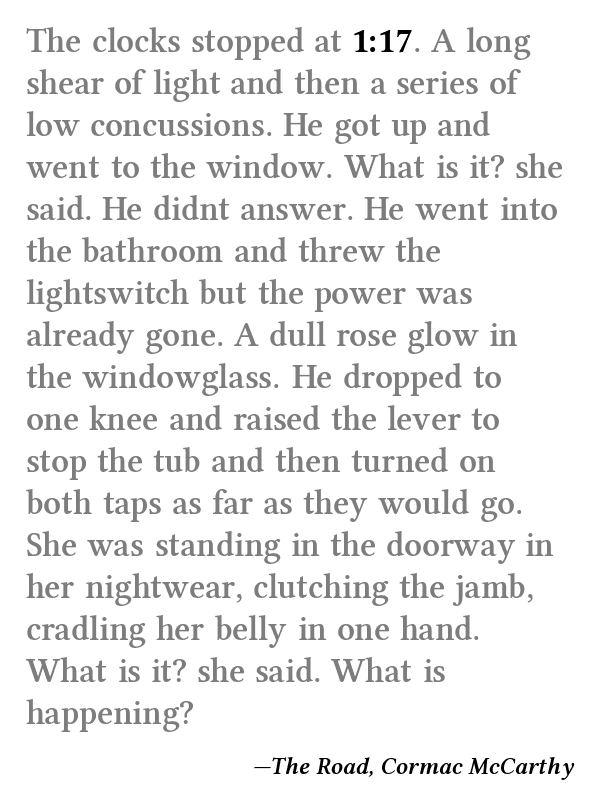 The clocks stopped at 1:17. A long
shear of light and then a series of
low concussions. He got up and
went to the window. What is it? she
said. He didnt answer. He went into
the bathroom and threw the
lightswitch but the power was
already gone. A dull rose glow in
the windowglass. He dropped to
one knee and raised the lever to
stop the tub and then turned on
both taps as far as they would go.
She was standing in the doorway in
her nightwear, clutching the jamb,
cradling her belly in one hand.
What is it? she said. What is
happening?
—The Road, Cormac McCarthy